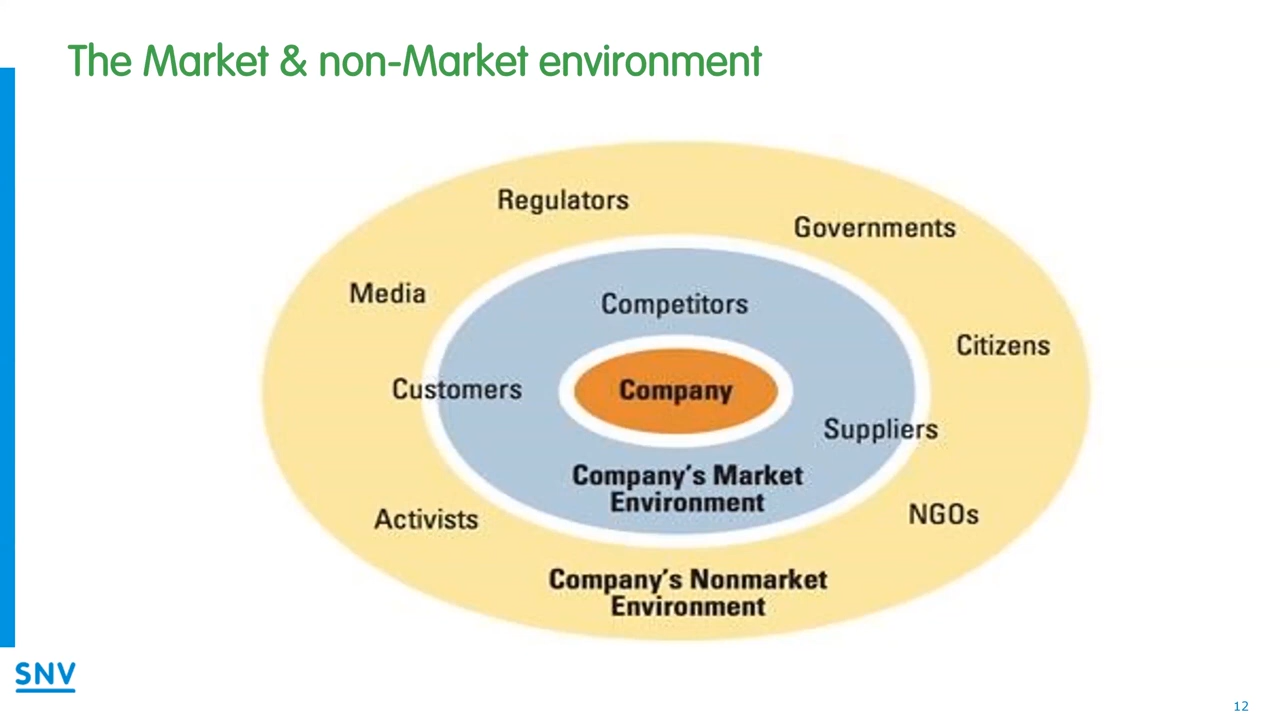 The Market & non-Market environment
Regulators
Governments
Media
Competitors
Citizens
Customers
Company
Suppliers
Company's Market
Environment
Activists
NGOs
Company's Nonmarket
Environment
SNV
12